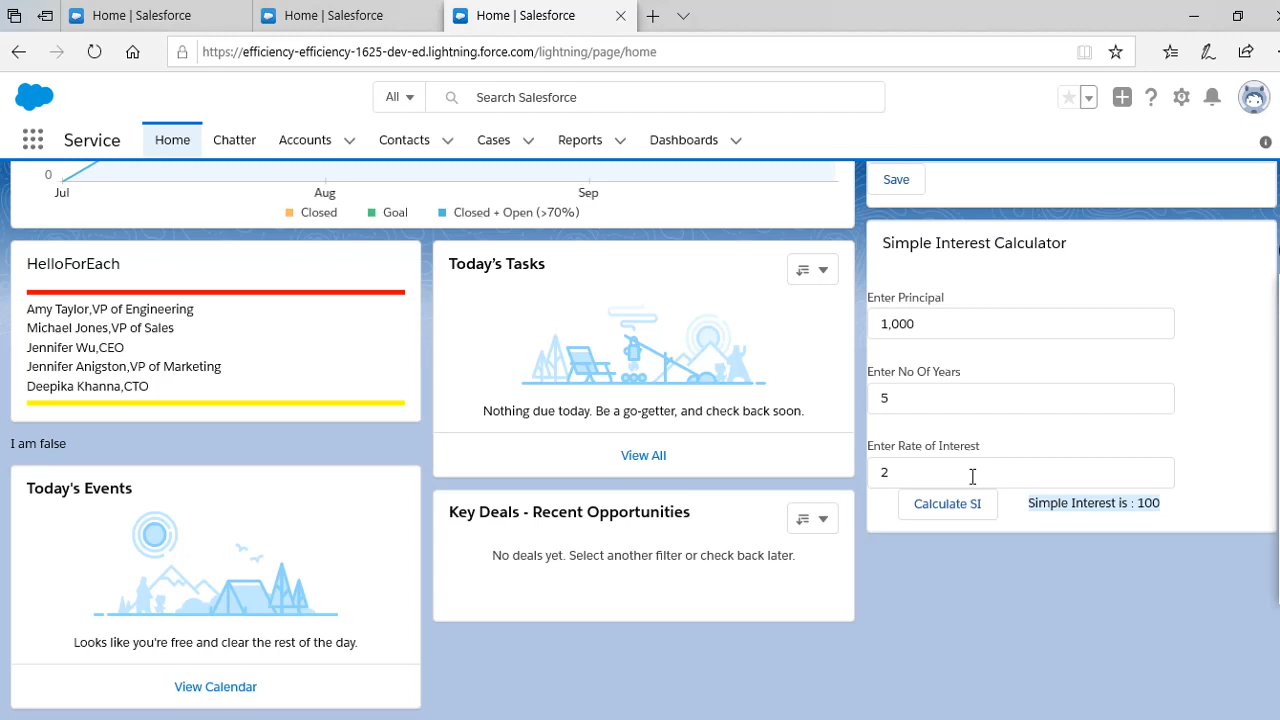 Home | Salesforce
Home | Salesforce
Home | Salesforce
https://efficiency-efficiency-1625-dev-ed.lightning.force.com/lightning/page/home
All
Search Salesforce
Service
Home
Chatter
Accounts
Contacts
Cases
Reports
Dashboards
0
Jul
Aug
Sep
Closed
Goal
Closed + Open (>70%)
HelloForEach
Amy Taylor,VP of Engineering
Michael Jones,VP of Sales
Jennifer Wu,CEO
Jennifer Anigston,VP of Marketing
Deepika Khanna,CTO
I am false
Today's Events
Looks like you're free and clear the rest of the day.
View Calendar
Today's Tasks
Nothing due today. Be a go-getter, and check back soon.
View All
Key Deals - Recent Opportunities
No deals yet. Select another filter or check back later.
Save
Simple Interest Calculator
Enter Principal
1,000
Enter No Of Years
5
Enter Rate of Interest
2
Calculate SI
Simple Interest is : 100